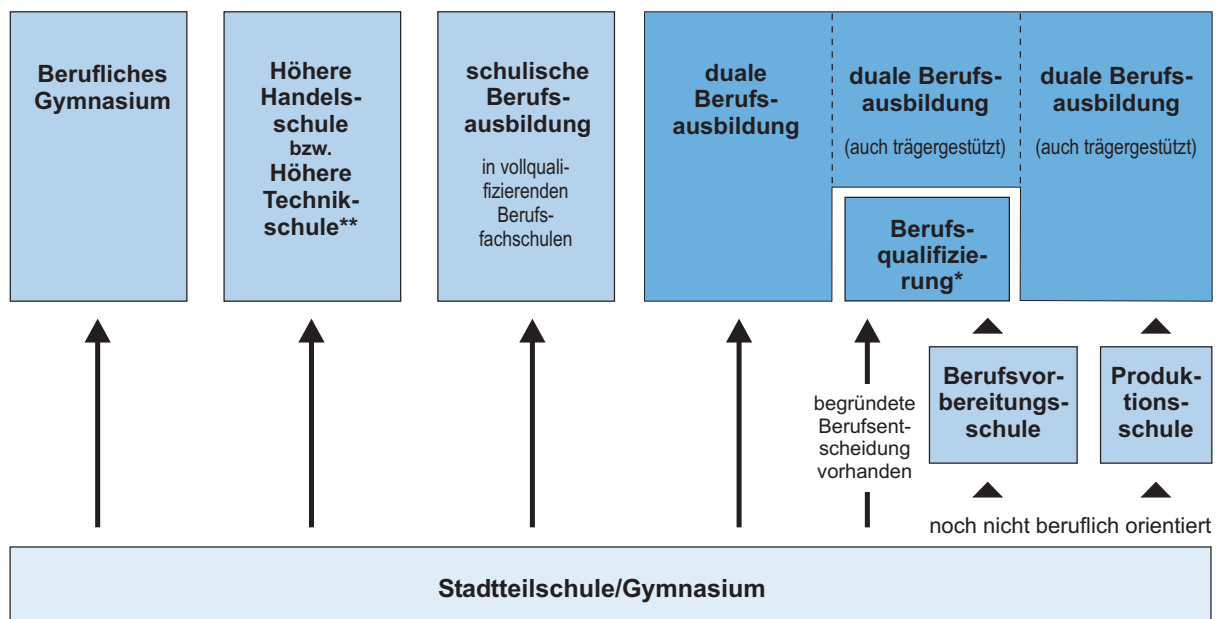 Berufliches
Gymnasium
Höhere
Handels-
schule
bzw.
Höhere
Technik-
schule**
schulische
Berufs-
ausbildung
in vollquali-
fizierenden
Berufs-
fachschulen
duale
Berufs-
ausbildung
duale Berufs-
ausbildung
(auch trägergestützt)
duale Berufs-
ausbildung
(auch trägergestützt)
Berufs-
qualifizie-
rung*
begründete
Berufsent-
scheidung
vorhanden
Berufsvor-
bereitungs-
schule
Produk-
tions-
schule
noch nicht beruflich orientiert
Stadtteilschule/Gymnasium